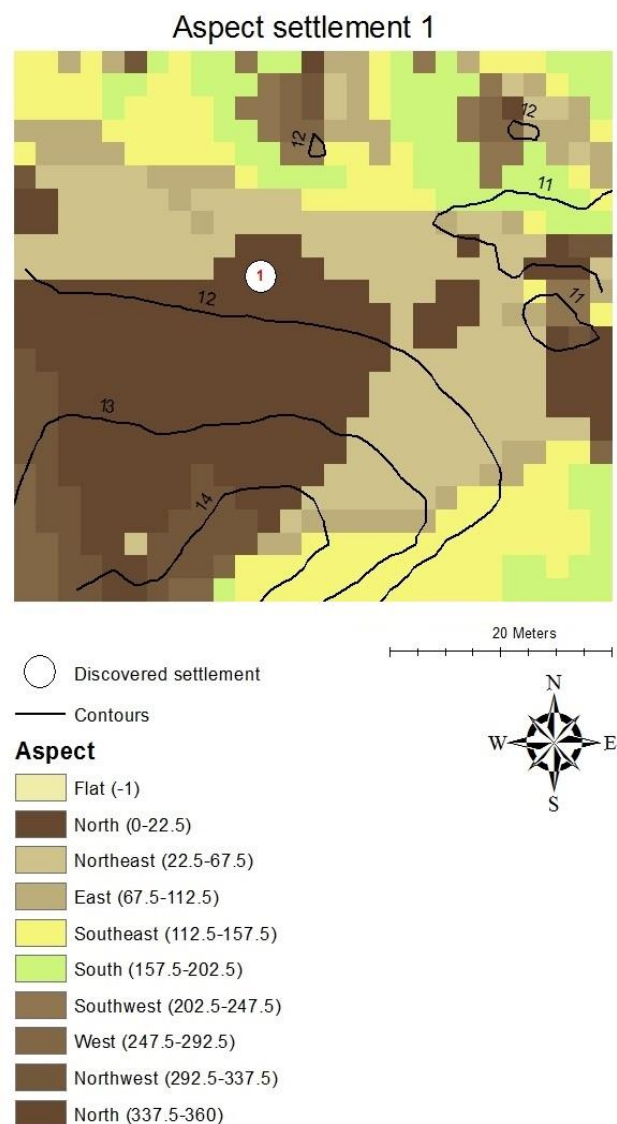 Aspect settlement 1
12
12
11
1
12
11
13
14
20 Meters
Discovered settlement
Contours
N
W E
S
Aspect
Flat (-1)
North (0-22.5)
Northeast (22.5-67.5)
East (67.5-112.5)
Southeast (112.5-157.5)
South (157.5-202.5)
Southwest (202.5-247.5)
West (247.5-292.5)
Northwest (292.5-337.5)
North (337.5-360)